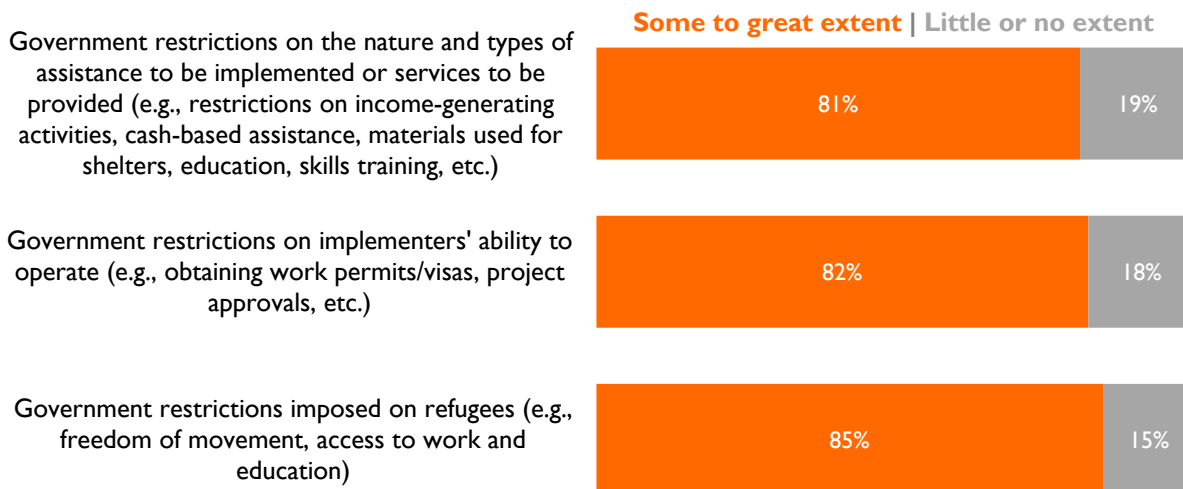 Some to great extent | Little or no extent
Government restrictions on the nature and types of
assistance to be implemented or services to be
provided (e.g., restrictions on income-generating
activities, cash-based assistance, materials used for
shelters, education, skills training, etc.)
81%
19%
Government restrictions on implementers' ability to
operate (e.g., obtaining work permits/visas, project
approvals, etc.)
82%
18%
Government restrictions imposed on refugees (e.g.,
freedom of movement, access to work and
education)
85%
15%